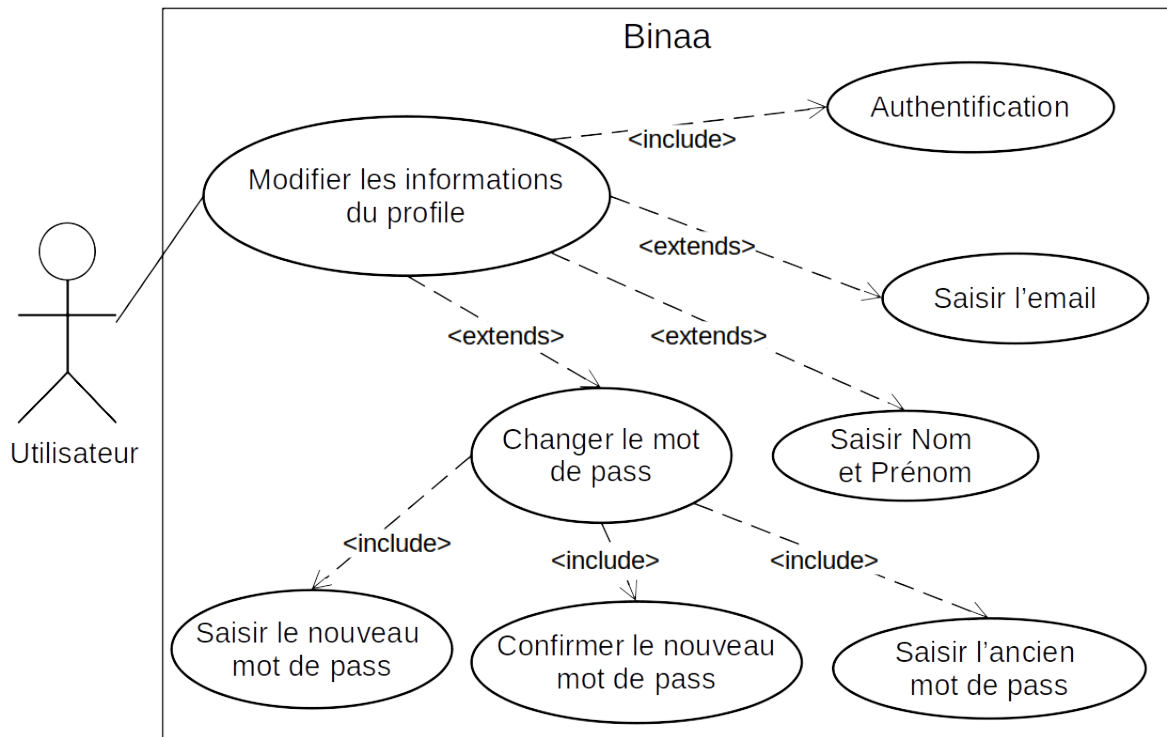 Binaa
Authentification
<include>
Modifier les informations
du profile
<extends>
Saisir l’email
<extends>
<extends>
Utilisateur
Changer le mot
de pass
Saisir Nom
et Prénom
<include>
<include>
<include>
Saisir le nouveau
mot de pass
Confirmer le nouveau
mot de pass
Saisir l’ancien
mot de pass